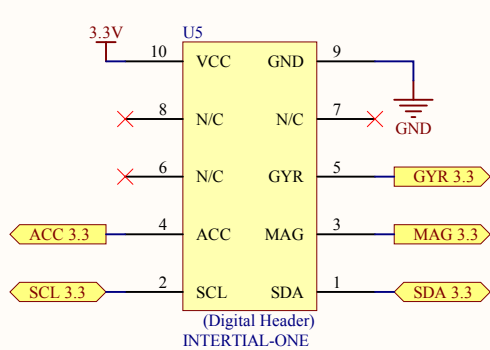 3.3V
U5
10 VCC GND 9
GND
8 N/C N/C 7
6 N/C GYR 5 GYR 3.3
ACC 3.3 4 ACC MAG 3 MAG 3.3
SCL 3.3 2 SCL SDA 1 SDA 3.3
(Digital Header)
INTERTIAL-ONE